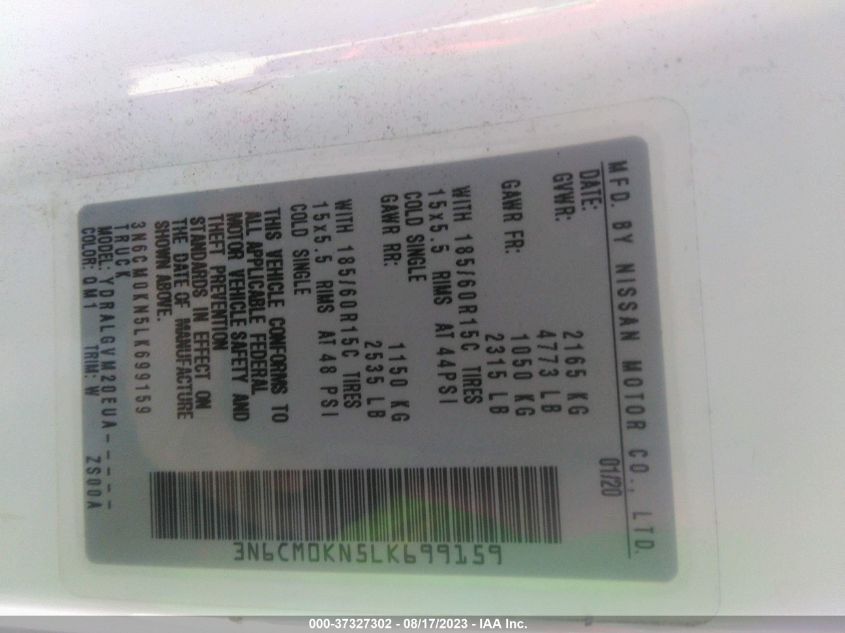 MFD. BY NISSAN MOTOR CO., LTD.
DATE: 01/20
GVWR: 2165 KG
4773 LB
GAWR FR: 1050 KG
2315 LB
WITH 185/60R15C TIRES
15x5.5 RIMS AT 44PSI
COLD SINGLE
GAWR RR: 1150 KG
2535 LB
WITH 185/60R15C TIRES
15x5.5 RIMS AT 48 PSI
COLD SINGLE
THIS VEHICLE CONFORMS TO
ALL APPLICABLE FEDERAL
MOTOR VEHICLE SAFETY AND
THEFT PREVENTION
STANDARDS IN EFFECT ON
THE DATE OF MANUFACTURE
SHOWN ABOVE.
3N6CM0KN5LK699159
TRUCK
MODEL: YDRALGVM20EUA-----
COLOR: QM1 TRIM: W ZS00A
3N6CM0KN5LK699159
000-37327302 - 08/17/2023 - IAA Inc.